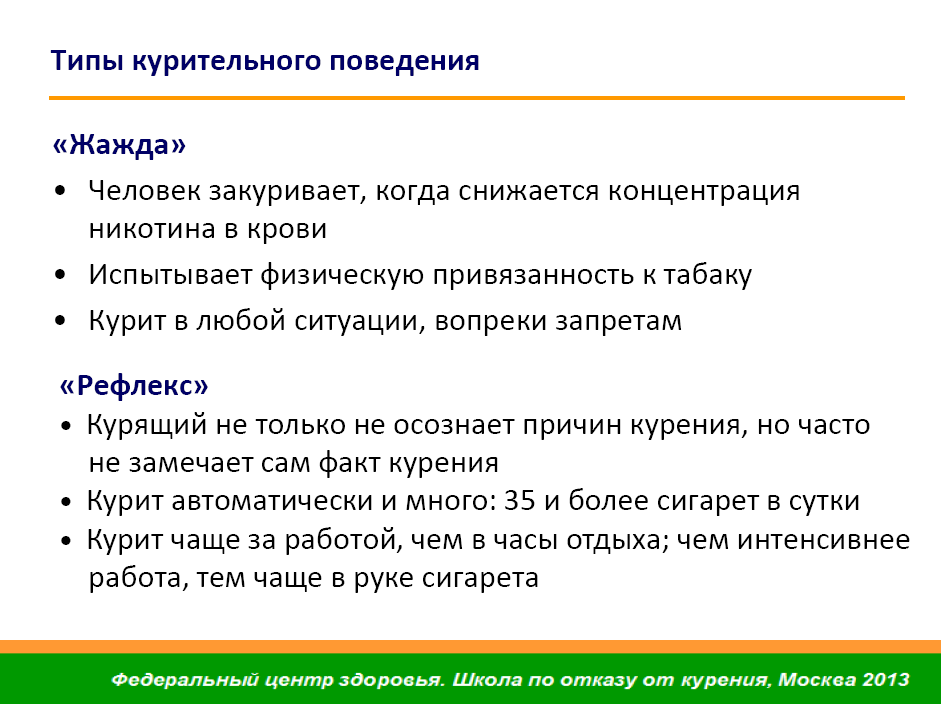 Типы курительного поведения
«Жажда»
• Человек закуривает, когда снижается концентрация
никотина в крови
• Испытывает физическую привязанность к табаку
• Курит в любой ситуации, вопреки запретам
«Рефлекс»
• Курящий не только не осознает причин курения, но часто
не замечает сам факт курения
• Курит автоматически и много: 35 и более сигарет в сутки
• Курит чаще за работой, чем в часы отдыха; чем интенсивнее
работа, тем чаще в руке сигарета
Федеральный центр здоровья. Школа по отказу от курения, Москва 2013